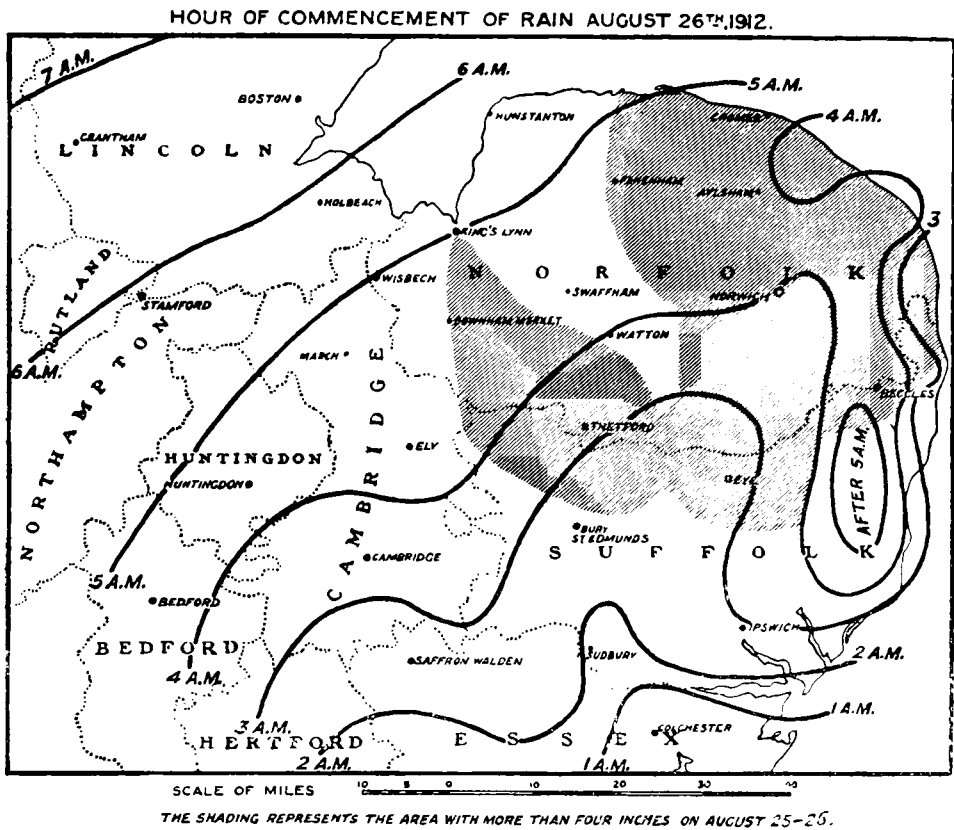 HOUR OF COMMENCEMENT OF RAIN AUGUST 26TH, 1912.
7 A.M.
6 A.M.
5 A.M.
BOSTON
HUNSTANTON
CROMER
4 A.M.
GRANTHAM
LINCOLN
FAKENHAM
AYLSHAM
HOLBEACH
3
KING'S LYNN
RUTLAND
WISBECH
NORFOLK
STAMFORD
SWAFFHAM
NORWICH
DOWNHAM MARKET
WATTON
MARCH
6 A.M.
NORTHAMPTON
CAMBRIDGE
BECCLES
THETFORD
ELY
HUNTINGDON
HUNTINGDON
EYE
AFTER 5 A.M.
BURY
ST EDMUNDS
SUFFOLK
CAMBRIDGE
5 A.M.
BEDFORD
IPSWICH
BEDFORD
SAFFRON WALDEN
SUDBURY
2 A.M.
4 A.M.
1 A.M.
3 A.M.
COLCHESTER
HERTFORD
ESSEX
2 A.M.
1 A.M.
SCALE OF MILES
10 5 0 10 20 30 40
THE SHADING REPRESENTS THE AREA WITH MORE THAN FOUR INCHES ON AUGUST 25-26.